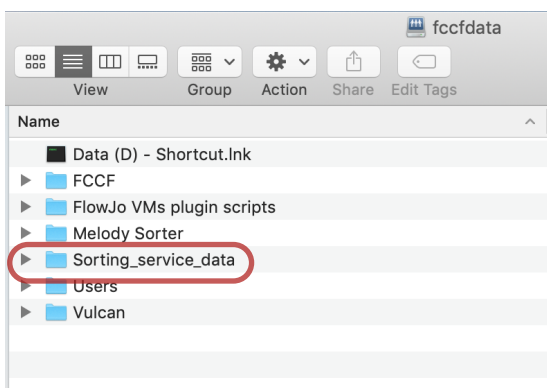 fccfdata
View Group Action Share Edit Tags
Name
Data (D) - Shortcut.lnk
FCCF
FlowJo VMs plugin scripts
Melody Sorter
Sorting_service_data
Users
Vulcan